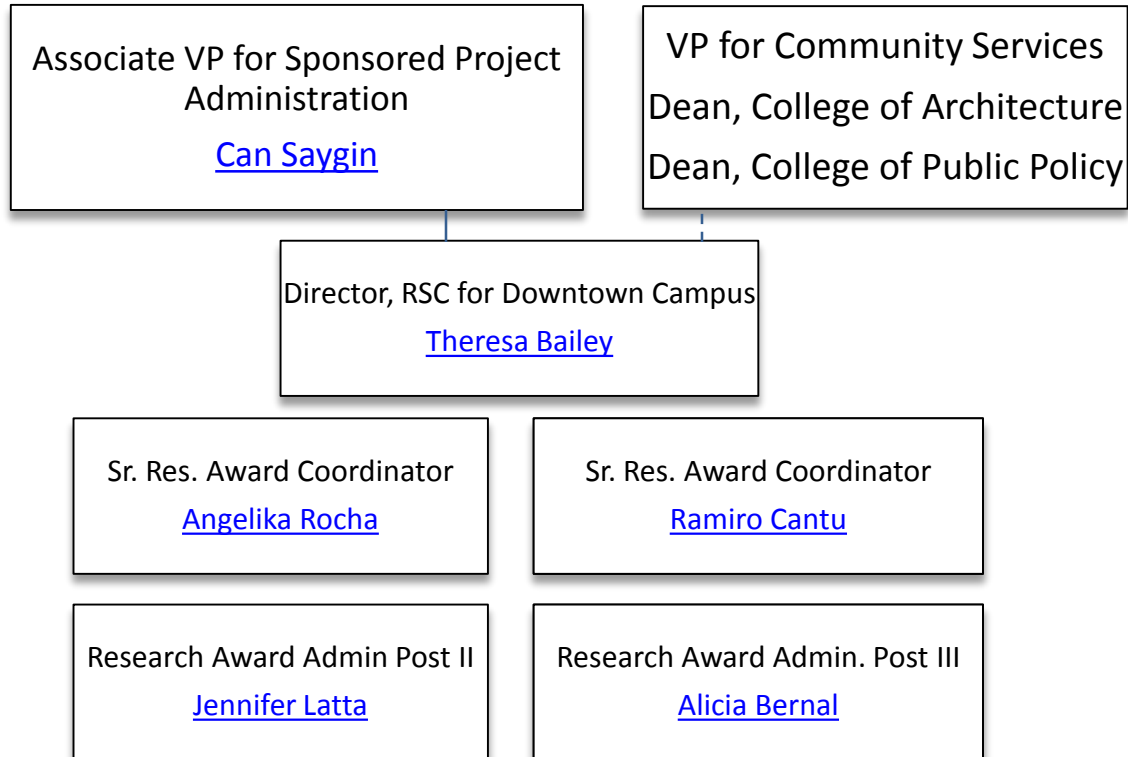 Associate VP for Sponsored Project
Administration
Can Saygin
VP for Community Services
Dean, College of Architecture
Dean, College of Public Policy
Director, RSC for Downtown Campus
Theresa Bailey
Sr. Res. Award Coordinator
Angelika Rocha
Sr. Res. Award Coordinator
Ramiro Cantu
Research Award Admin Post II
Jennifer Latta
Research Award Admin. Post III
Alicia Bernal